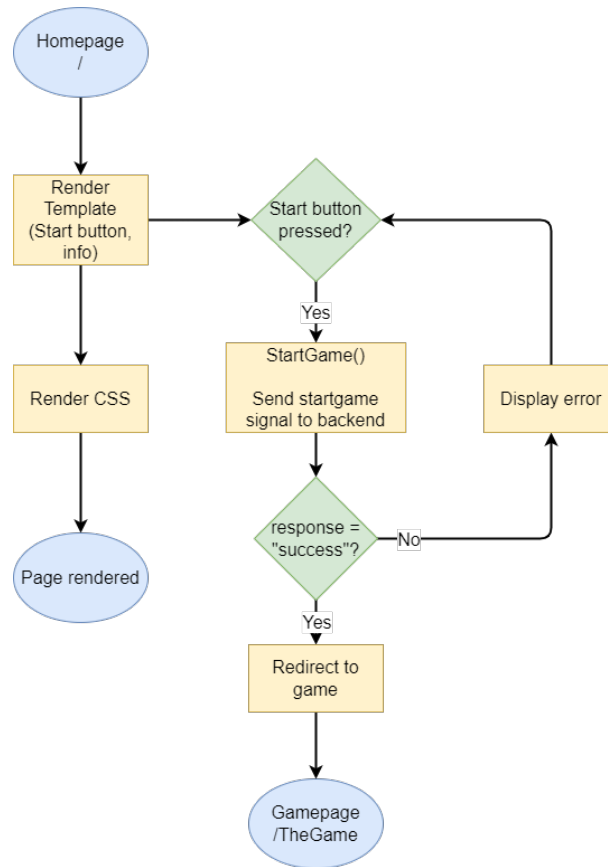 Homepage
/
Render
Template
(Start button,
info)
Start button
pressed?
Yes
StartGame()
Send startgame
signal to backend
Render CSS
Display error
response =
"success"?
No
Page rendered
Yes
Redirect to
game
Gamepage
/TheGame